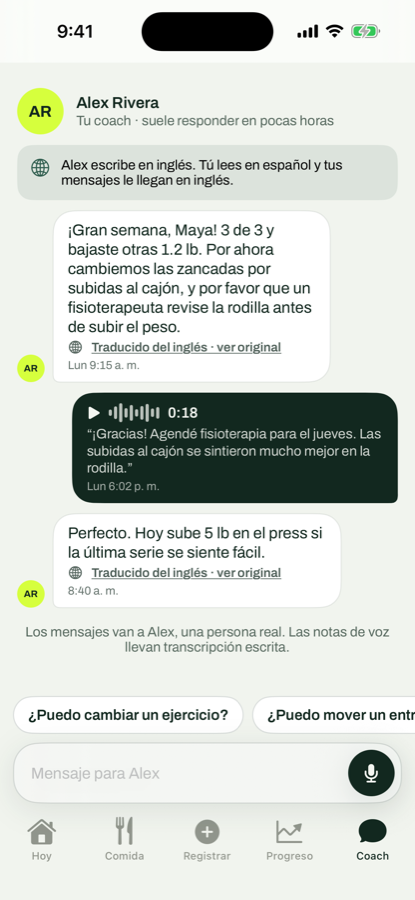 9:41
AR
Alex Rivera
Tu coach · suele responder en pocas horas
Alex escribe en inglés. Tú lees en español y tus
mensajes le llegan en inglés.
¡Gran semana, Maya! 3 de 3 y
bajaste otras 1.2 lb. Por ahora
cambiemos las zancadas por
subidas al cajón, y por favor que un
fisioterapeuta revise la rodilla antes
de subir el peso.
Traducido del inglés · ver original
AR
Lun 9:15 a. m.
0:18
“¡Gracias! Agendé fisioterapia para el jueves. Las
subidas al cajón se sintieron mucho mejor en la
rodilla.”
Lun 6:02 p. m.
Perfecto. Hoy sube 5 lb en el press si
la última serie se siente fácil.
Traducido del inglés · ver original
AR
8:40 a. m.
Los mensajes van a Alex, una persona real. Las notas de voz
llevan transcripción escrita.
¿Puedo cambiar un ejercicio?
¿Puedo mover un entr
Mensaje para Alex
Hoy
Comida
Registrar
Progreso
Coach